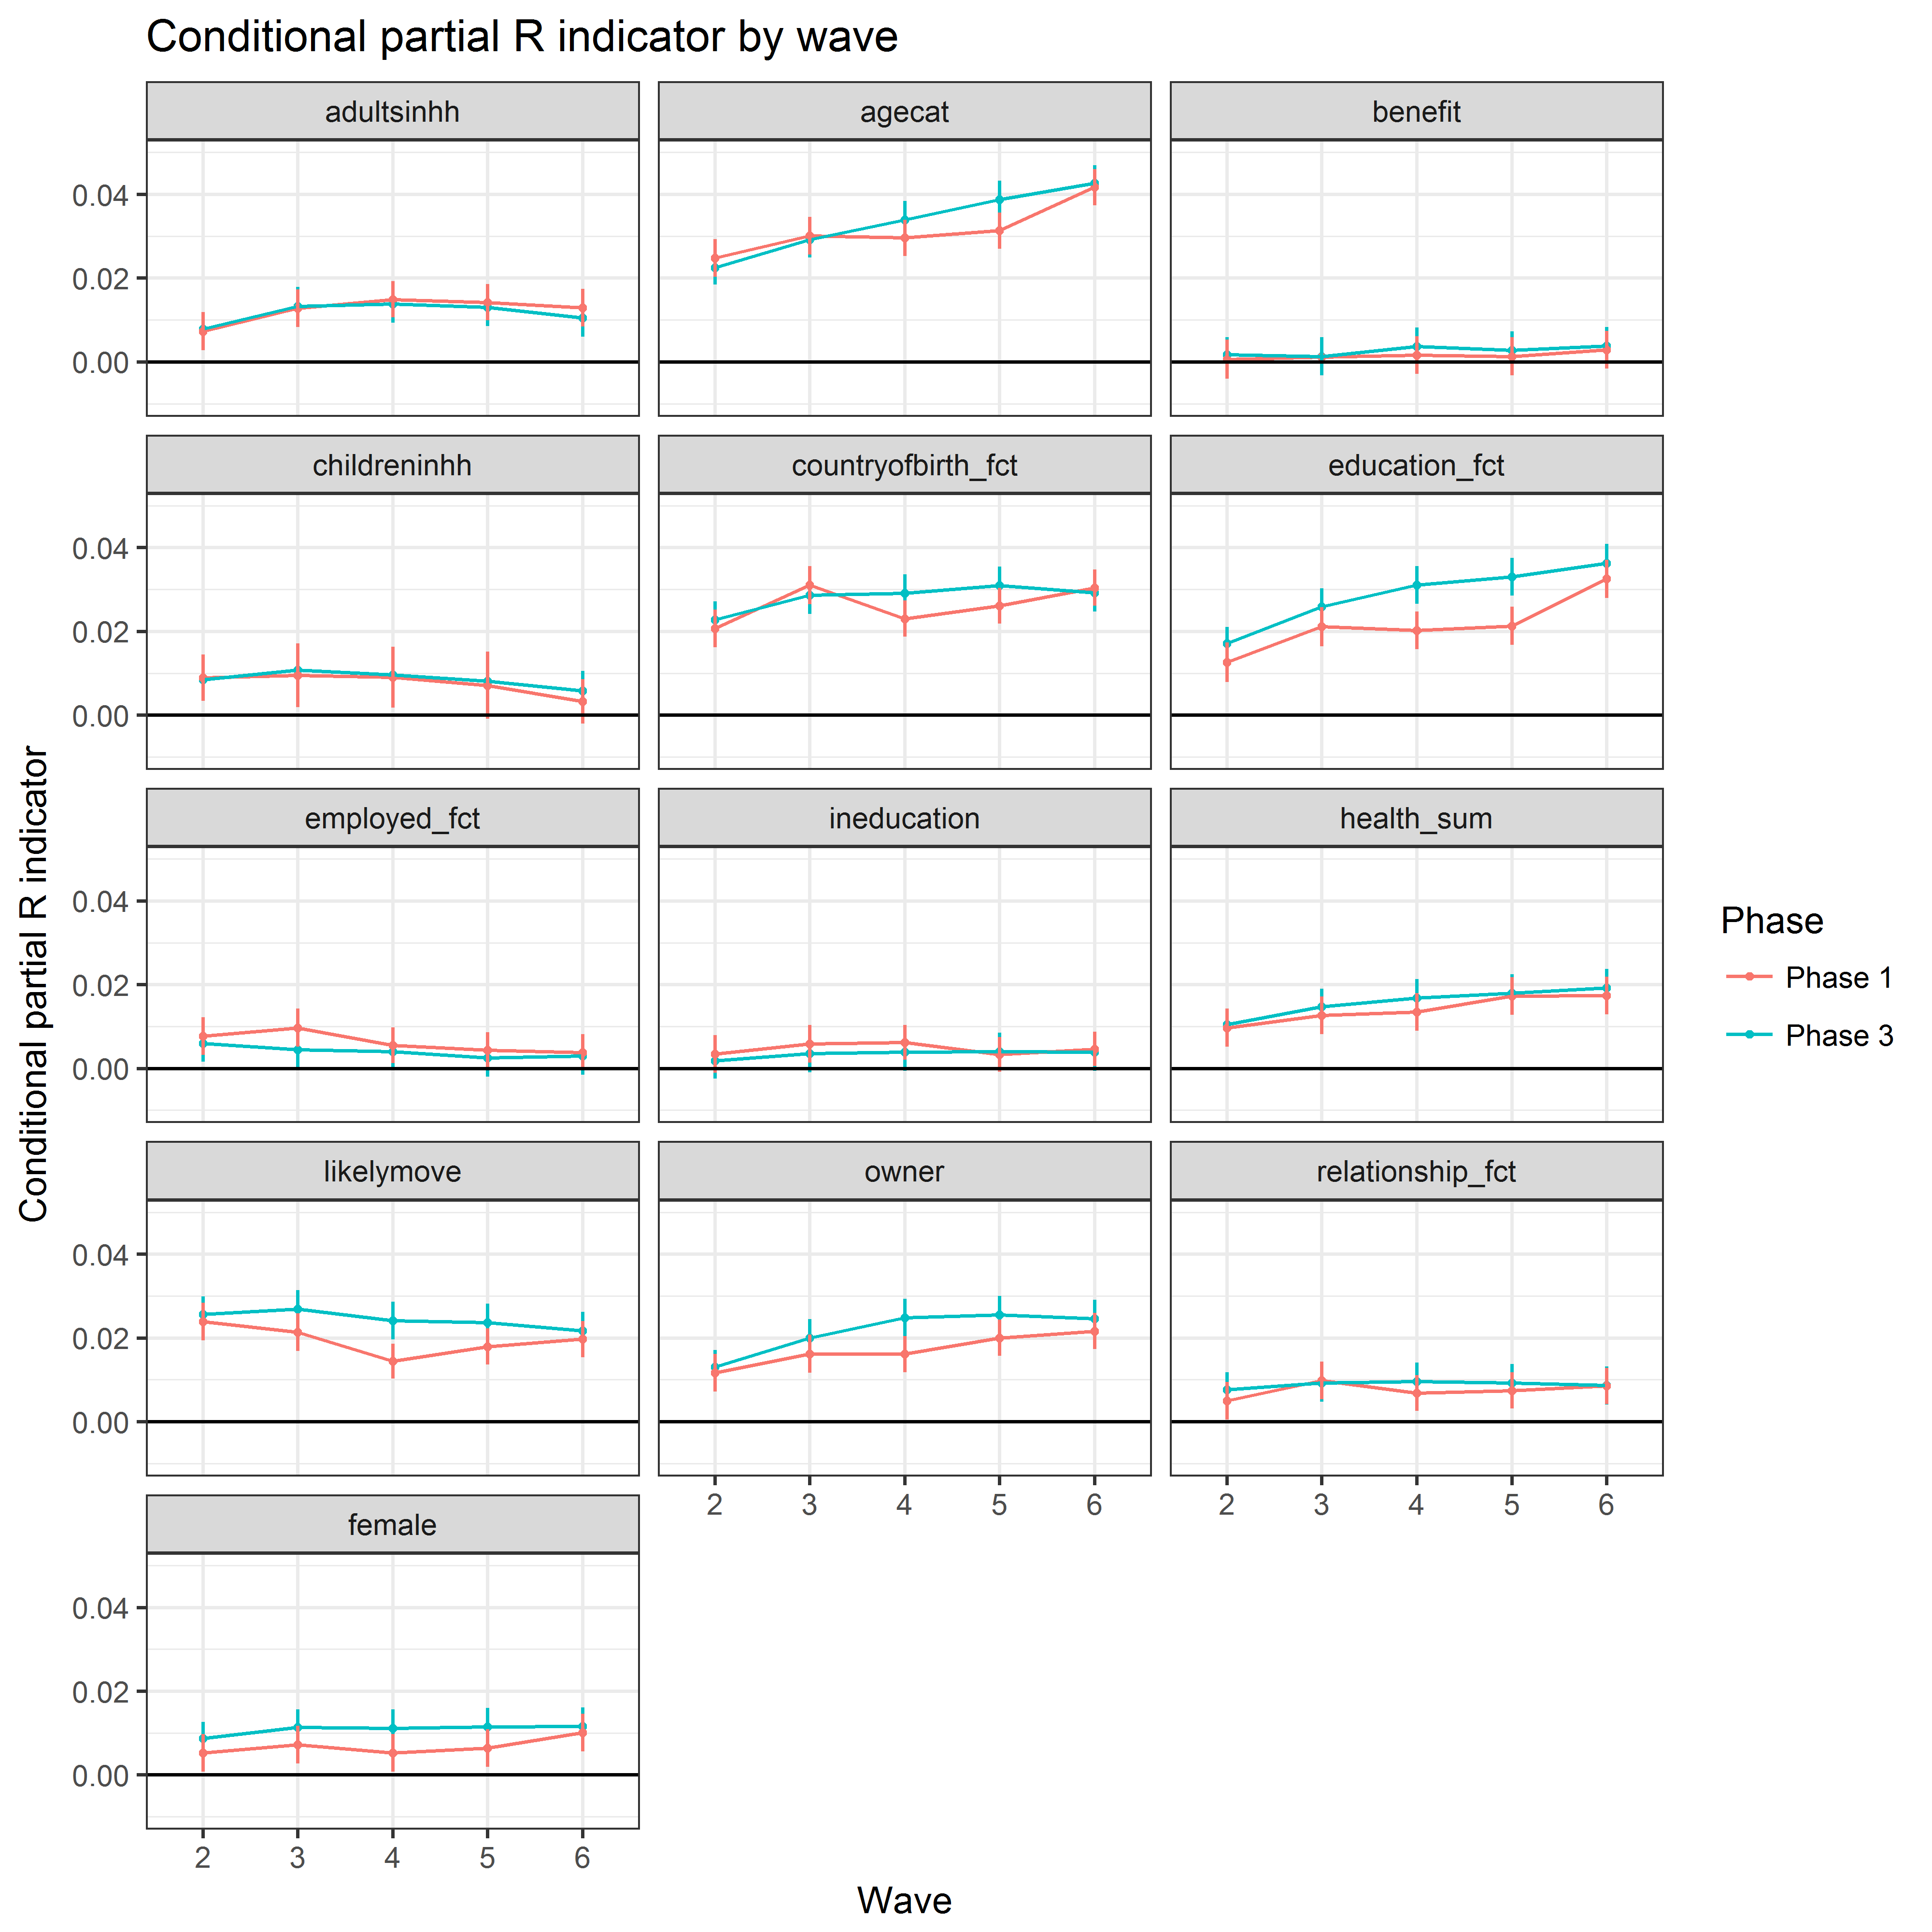 Conditional partial R indicator by wave
adultsinhh
agecat
benefit
0.04
0.02
0.00
childreninhh
countryofbirth_fct
education_fct
0.04
0.02
0.00
employed_fct
ineducation
health_sum
0.04
0.02
0.00
likelymove
owner
relationship_fct
0.04
0.02
0.00
2 3 4 5 6
2 3 4 5 6
female
0.04
0.02
0.00
2 3 4 5 6
Wave
Conditional partial R indicator
Phase
Phase 1
Phase 3